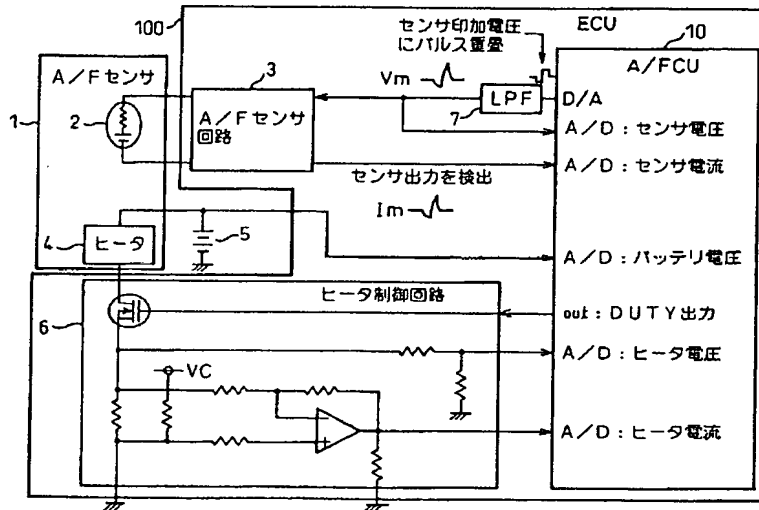 100
センサ印加電圧
にパルス重畳
ECU
10
A/Fセンサ
3
A/FCU
Vm
LPF
7
D/A
1
2
A/Fセンサ
回路
A/D:センサ電圧
A/D:センサ電流
センサ出力を検出
Im
4
ヒータ
5
A/D:バッテリ電圧
ヒータ制御回路
6
out:DUTY出力
A/D:ヒータ電圧
VC
A/D:ヒータ電流